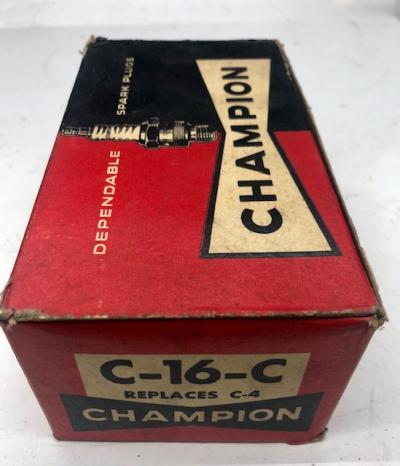 DEPENDABLE SPARK PLUGS
CHAMPION
C-16-C
REPLACES C-4
CHAMPION